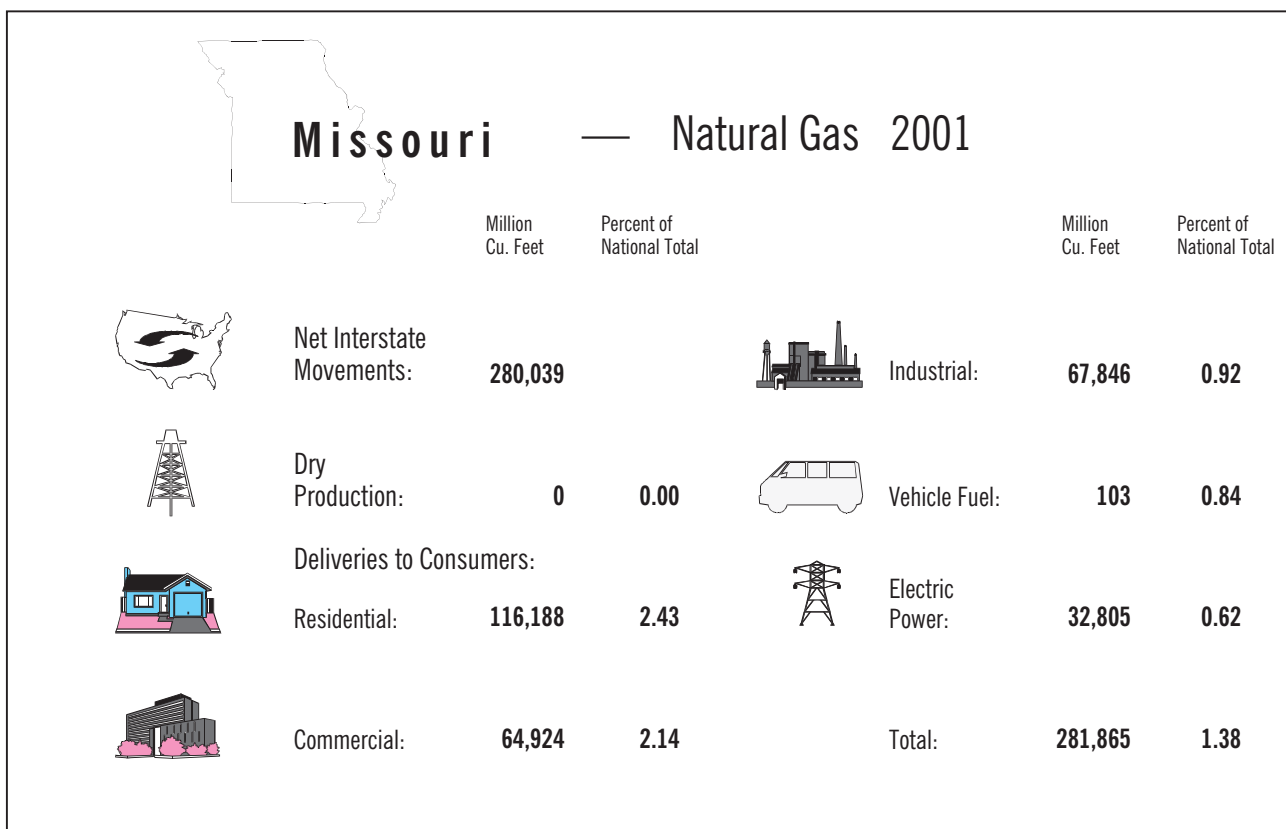 Missouri — Natural Gas 2001
Million Cu. Feet
Percent of National Total
Million Cu. Feet
Percent of National Total
Net Interstate
Movements: 280,039
Dry
Production: 0 0.00
Deliveries to Consumers:
Residential: 116,188 2.43
Commercial: 64,924 2.14
Industrial: 67,846 0.92
Vehicle Fuel: 103 0.84
Electric
Power: 32,805 0.62
Total: 281,865 1.38